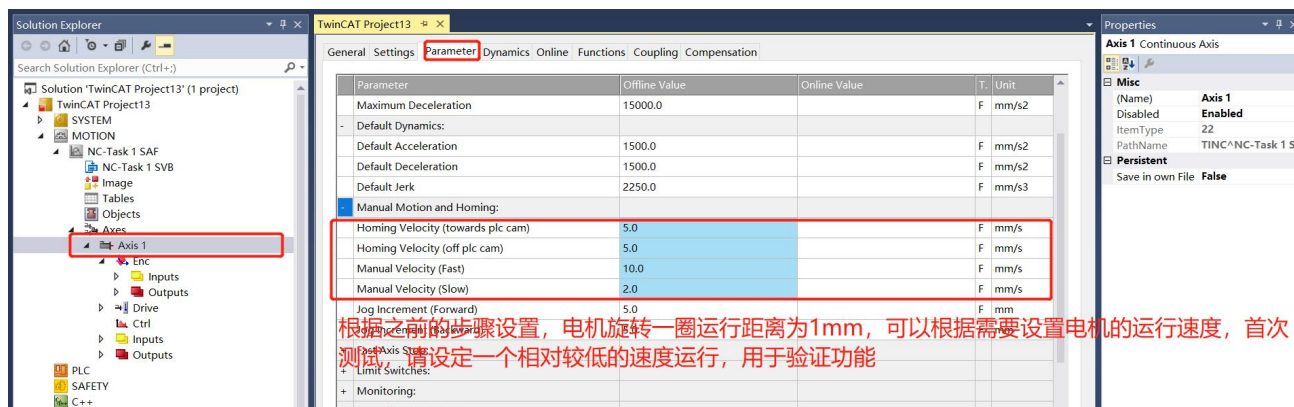 Solution Explorer
Search Solution Explorer (Ctrl+;)
Solution 'TwinCAT Project13' (1 project)
TwinCAT Project13
SYSTEM
MOTION
NC-Task 1 SAF
NC-Task 1 SVB
Image
Tables
Objects
Axes
Axis 1
Enc
Inputs
Outputs
Drive
Ctrl
Inputs
Outputs
PLC
SAFETY
C++
TwinCAT Project13
General Settings Parameter Dynamics Online Functions Coupling Compensation
Parameter Offline Value Online Value T. Unit
Maximum Deceleration 15000.0 F mm/s2
- Default Dynamics:
Default Acceleration 1500.0 F mm/s2
Default Deceleration 1500.0 F mm/s2
Default Jerk 2250.0 F mm/s3
- Manual Motion and Homing:
Homing Velocity (towards plc cam) 5.0 F mm/s
Homing Velocity (off plc cam) 5.0 F mm/s
Manual Velocity (Fast) 10.0 F mm/s
Manual Velocity (Slow) 2.0 F mm/s
Jog Increment (Forward) 5.0 F mm
Jog Increment (Backward) 5.0 F mm
根据之前的步骤设置，电机旋转一圈运行距离为1mm，可以根据需要设置电机的运行速度，首次
测试，请设定一个相对较低的速度运行，用于验证功能
+ Fast Axis Stop:
+ Limit Switches:
+ Monitoring:
Properties
Axis 1 Continuous Axis
Misc
(Name) Axis 1
Disabled Enabled
ItemType 22
PathName TINC^NC-Task 1 S
Persistent
Save in own File False